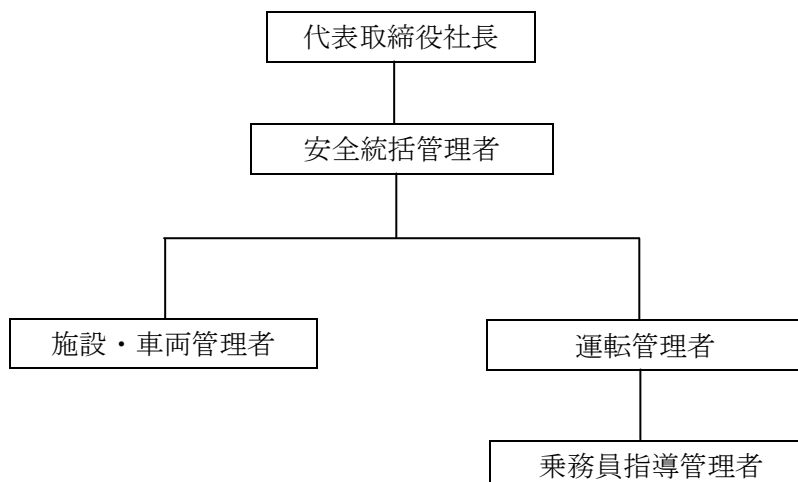 代表取締役社長
安全統括管理者
施設・車両管理者
運転管理者
乗務員指導管理者